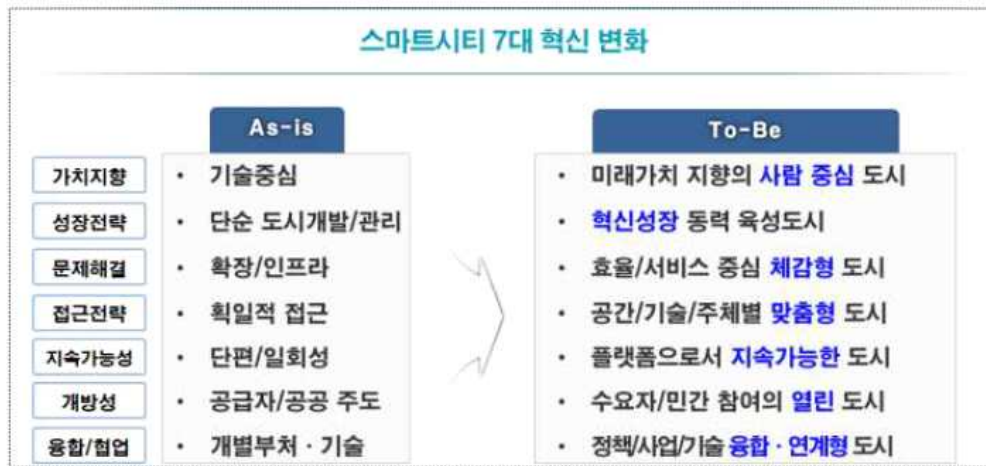 스마트시티 7대 혁신 변화
As-is To-Be
가치지향 • 기술중심 • 미래가치 지향의 사람 중심 도시
성장전략 • 단순 도시개발/관리 • 혁신성장 동력 육성도시
문제해결 • 확장/인프라 • 효율/서비스 중심 체감형 도시
접근전략 • 획일적 접근 • 공간/기술/주체별 맞춤형 도시
지속가능성 • 단편/일회성 • 플랫폼으로서 지속가능한 도시
개방성 • 공급자/공공 주도 • 수요자/민간 참여의 열린 도시
융합/협업 • 개별부처 · 기술 • 정책/사업/기술 융합 · 연계형 도시